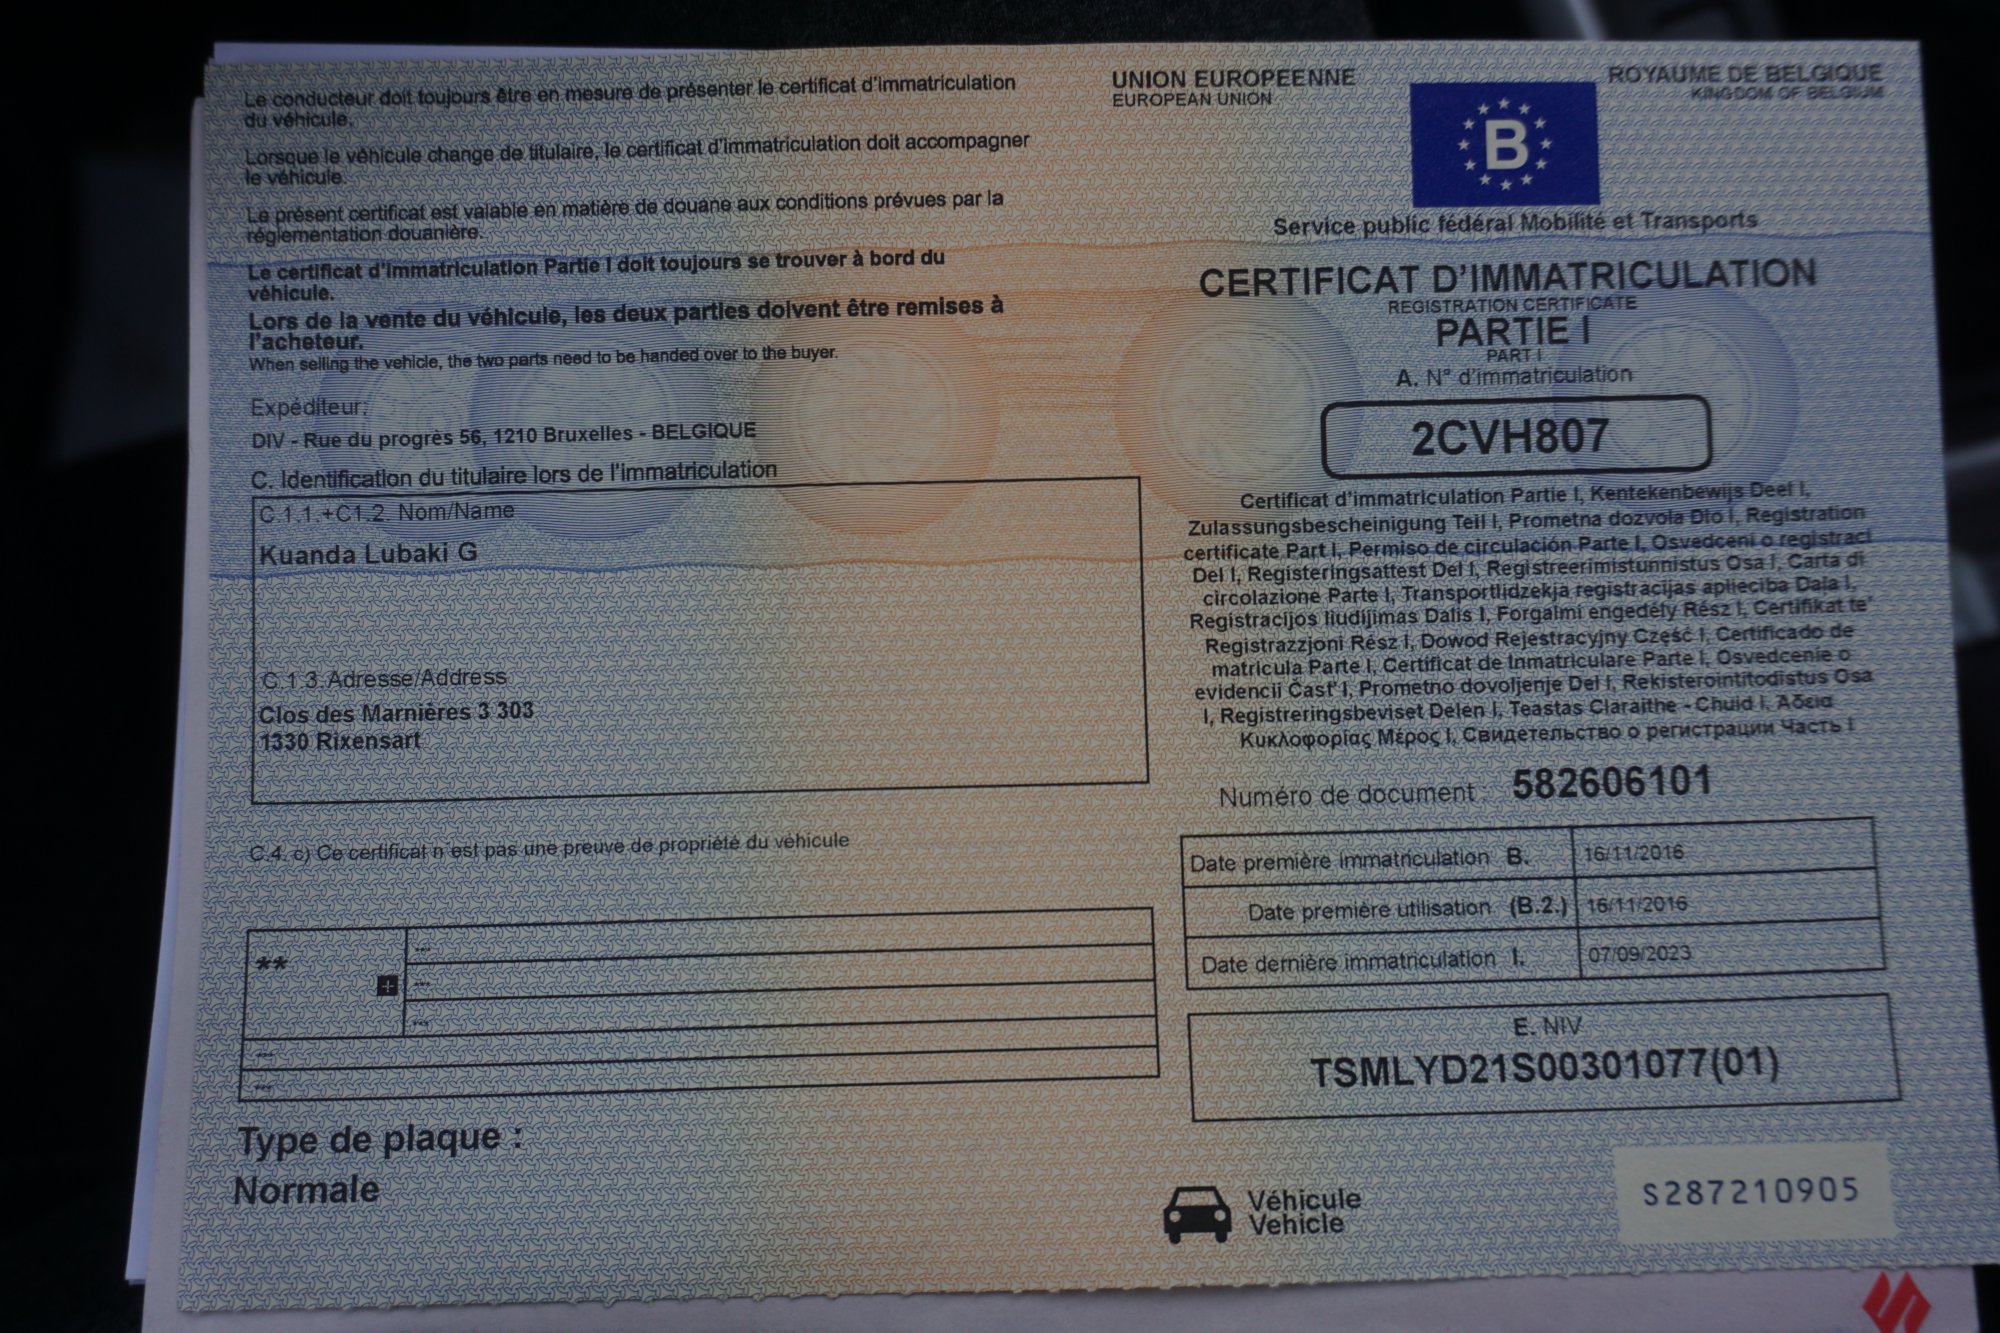 Le conducteur doit toujours être en mesure de présenter le certificat d'immatriculation
du véhicule.
Lorsque le véhicule change de titulaire, le certificat d'immatriculation doit accompagner
le véhicule.
Le présent certificat est valable en matière de douane aux conditions prévues par la
réglementation douanière.
Le certificat d'immatriculation Partie I doit toujours se trouver à bord du
véhicule.
Lors de la vente du véhicule, les deux parties doivent être remises à
l'acheteur.
When selling the vehicle, the two parts need to be handed over to the buyer.
Expéditeur:
DIV - Rue du progrès 56, 1210 Bruxelles - BELGIQUE
C. Identification du titulaire lors de l'immatriculation
C.1.1.+C1.2. Nom/Name
Kuanda Lubaki G
C.1.3.Adresse/Address
Clos des Marnières 3 303
1330 Rixensart
C.4. c) Ce certificat n'est pas une preuve de propriété du véhicule
**
+
---
---
---
---
---
Type de plaque :
Normale
UNION EUROPEENNE
EUROPEAN UNION
B
ROYAUME DE BELGIQUE
KINGDOM OF BELGIUM
Service public fédéral Mobilité et Transports
CERTIFICAT D'IMMATRICULATION
REGISTRATION CERTIFICATE
PARTIE I
PART I
A. N° d'immatriculation
2CVH807
Certificat d'immatriculation Partie I, Kentekenbewijs Deel I,
Zulassungsbescheinigung Teil I, Prometna dozvola Dio I, Registration
certificate Part I, Permiso de circulación Parte I, Osvedceni o registraci
Del I, Registeringsattest Del I, Registreerimistunnistus Osa I, Carta di
circolazione Parte I, Transportlidzekja registracijas aplieciba Dala I,
Registracijos liudijimas Dalis I, Forgalmi engedély Rész I, Certifikat te'
Registrazzjoni Rész I, Dowod Rejestracyjny Część I, Certificado de
matricula Parte I, Certificat de Inmatriculare Parte I, Osvedcenie o
evidencii Čast' I, Prometno dovoljenje Del I, Rekisterointitodistus Osa
I, Registreringsbeviset Delen I, Teastas Claraithe - Chuid I, Άδεια
Κυκλοφορίας Μέρος I, Свидетельство о регистрации Часть I
Numéro de document : 582606101
Date première immatriculation B. 16/11/2016
Date première utilisation (B.2.) 16/11/2016
Date dernière immatriculation I. 07/09/2023
E. NIV
TSMLYD21S00301077(01)
Véhicule
Vehicle
S287210905